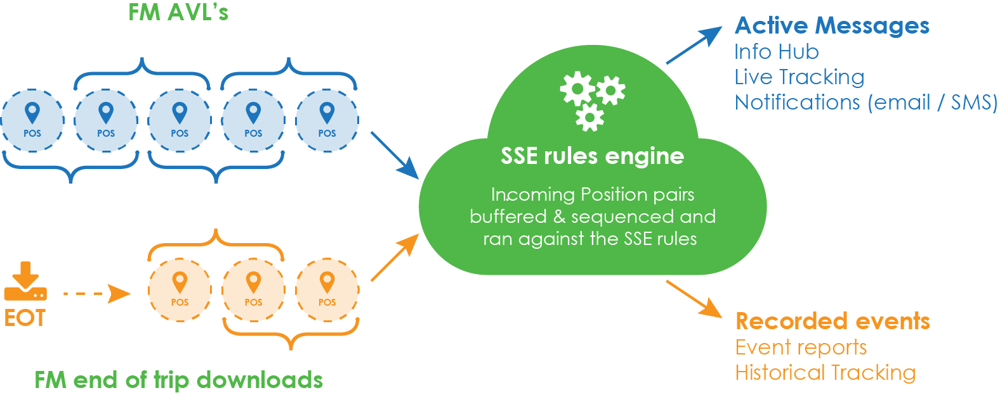 FM AVL's
POS
POS
POS
POS
POS
EOT
POS
POS
POS
FM end of trip downloads
SSE rules engine
Incoming Position pairs
buffered & sequenced and
ran against the SSE rules
Active Messages
Info Hub
Live Tracking
Notifications (email / SMS)
Recorded events
Event reports
Historical Tracking